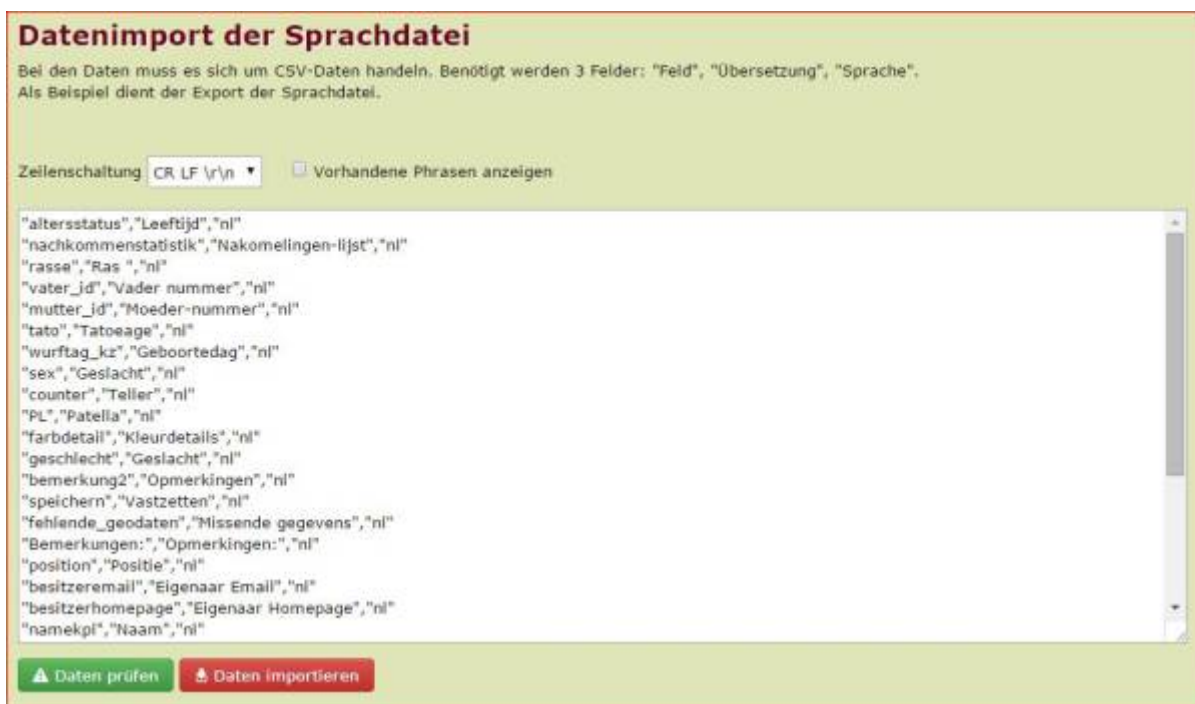 Datenimport der Sprachdatei
Bei den Daten muss es sich um CSV-Daten handeln. Benötigt werden 3 Felder: "Feld", "Übersetzung", "Sprache".
Als Beispiel dient der Export der Sprachdatei.
Zeilenschaltung CR LF \r\n Vorhandene Phrasen anzeigen
"altersstatus","Leeftijd","nl"
"nachkommenstatistik","Nakomelingen-lijst","nl"
"rasse","Ras ","nl"
"vater_id","Vader nummer","nl"
"mutter_id","Moeder-nummer","nl"
"tato","Tatoeage","nl"
"wurftag_kz","Geboortedag","nl"
"sex","Geslacht","nl"
"counter","Teller","nl"
"PL","Patella","nl"
"farbdetail","Kleurdetails","nl"
"geschlecht","Geslacht","nl"
"bemerkung2","Opmerkingen","nl"
"speichern","Vastzetten","nl"
"fehlende_geodaten","Missende gegevens","nl"
"Bemerkungen:","Opmerkingen:","nl"
"position","Positie","nl"
"besitzeremail","Eigenaar Email","nl"
"besitzerhomepage","Eigenaar Homepage","nl"
"namekpl","Naam","nl"
Daten prüfen Daten importieren